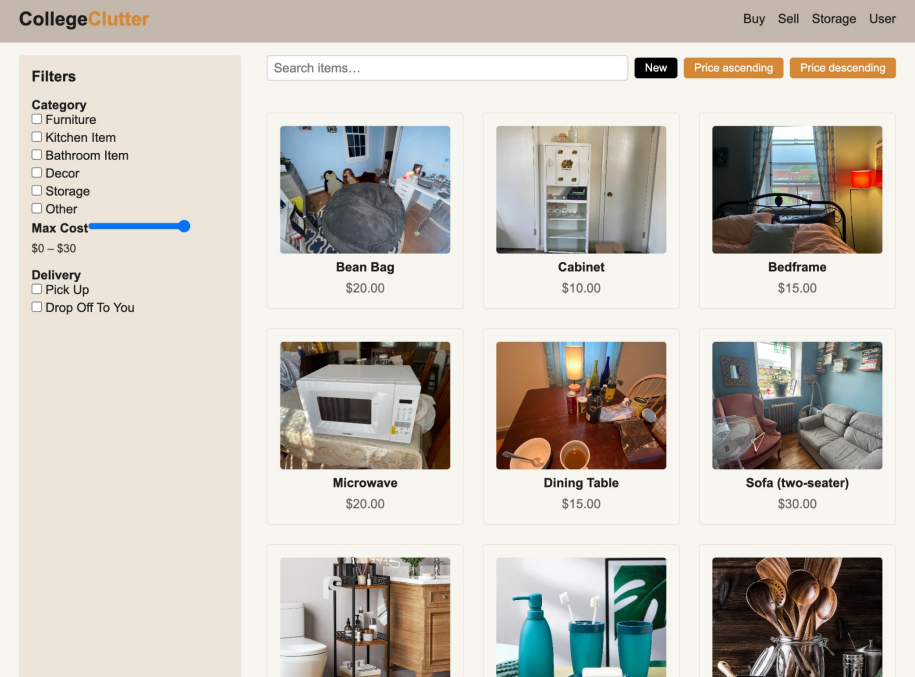 CollegeClutter
Buy Sell Storage User
Filters
Category
Furniture
Kitchen Item
Bathroom Item
Decor
Storage
Other
Max Cost
$0 – $30
Delivery
Pick Up
Drop Off To You
Search items…
New
Price ascending
Price descending
Bean Bag
$20.00
Cabinet
$10.00
Bedframe
$15.00
Microwave
$20.00
Dining Table
$15.00
Sofa (two-seater)
$30.00